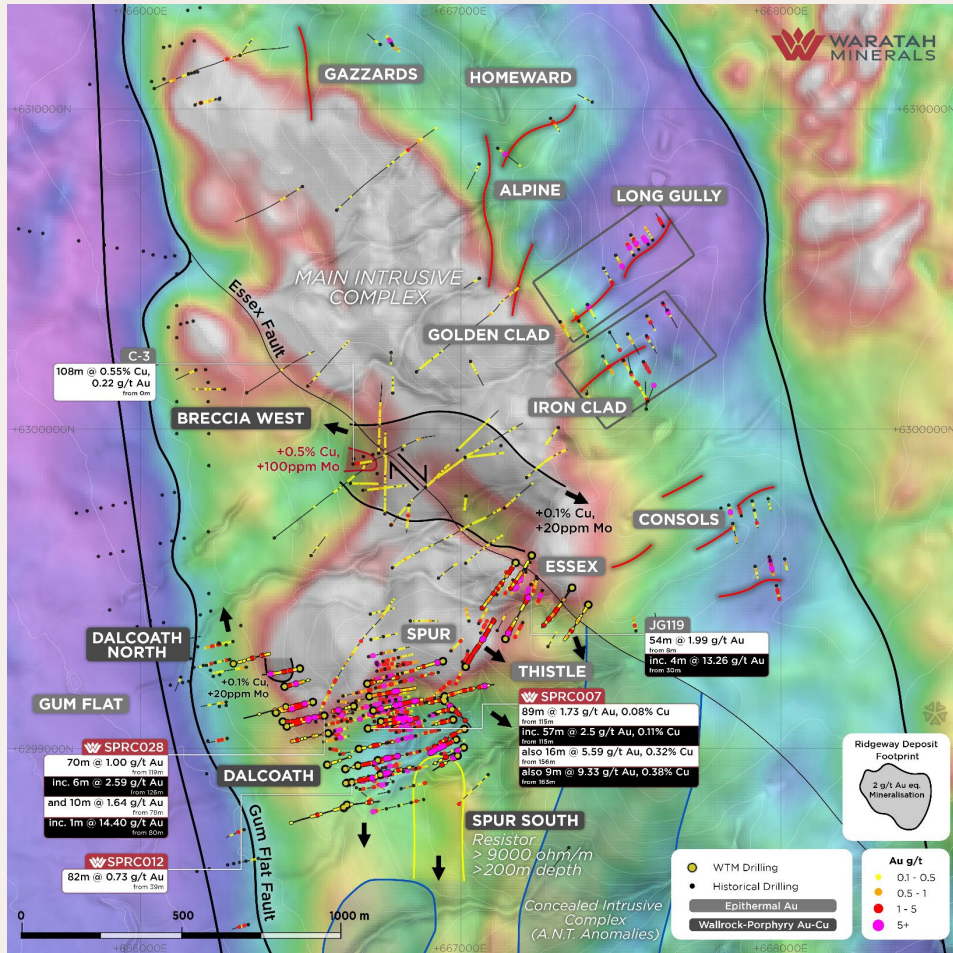 +666000E
+667000E
+668000E
WARATAH
MINERALS
GAZZARDS
HOMEWARD
+6310000N
ALPINE
LONG GULLY
MAIN INTRUSIVE
COMPLEX
Essex Fault
GOLDEN CLAD
C-3
108m @ 0.55% Cu,
0.22 g/t Au
from 0m
IRON CLAD
BRECCIA WEST
+6300000N
+6300000N
+0.5% Cu,
+100ppm Mo
+0.1% Cu,
+20ppm Mo
CONSOLS
ESSEX
DALCOATH
NORTH
SPUR
JG119
54m @ 1.99 g/t Au
from 8m
inc. 4m @ 13.26 g/t Au
from 30m
THISTLE
+0.1% Cu,
+20ppm Mo
GUM FLAT
SPRC007
89m @ 1.73 g/t Au, 0.08% Cu
from 115m
inc. 57m @ 2.5 g/t Au, 0.11% Cu
from 115m
also 16m @ 5.59 g/t Au, 0.32% Cu
from 156m
also 9m @ 9.33 g/t Au, 0.38% Cu
from 163m
+6299000N
SPRC028
70m @ 1.00 g/t Au
from 119m
inc. 6m @ 2.59 g/t Au
from 126m
and 10m @ 1.64 g/t Au
from 79m
inc. 1m @ 14.40 g/t Au
from 80m
DALCOATH
Ridgeway Deposit
Footprint
2 g/t Au eq.
Mineralisation
SPUR SOUTH
Resistor
> 9000 ohm/m
>200m depth
SPRC012
82m @ 0.73 g/t Au
from 39m
Gum Flat Fault
Concealed Intrusive
Complex
(A.N.T. Anomalies)
WTM Drilling
Historical Drilling
Epithermal Au
Wallrock-Porphyry Au-Cu
Au g/t
0.1 - 0.5
0.5 - 1
1 - 5
5+
0
500
1000 m
+666000E
+667000E
+668000E